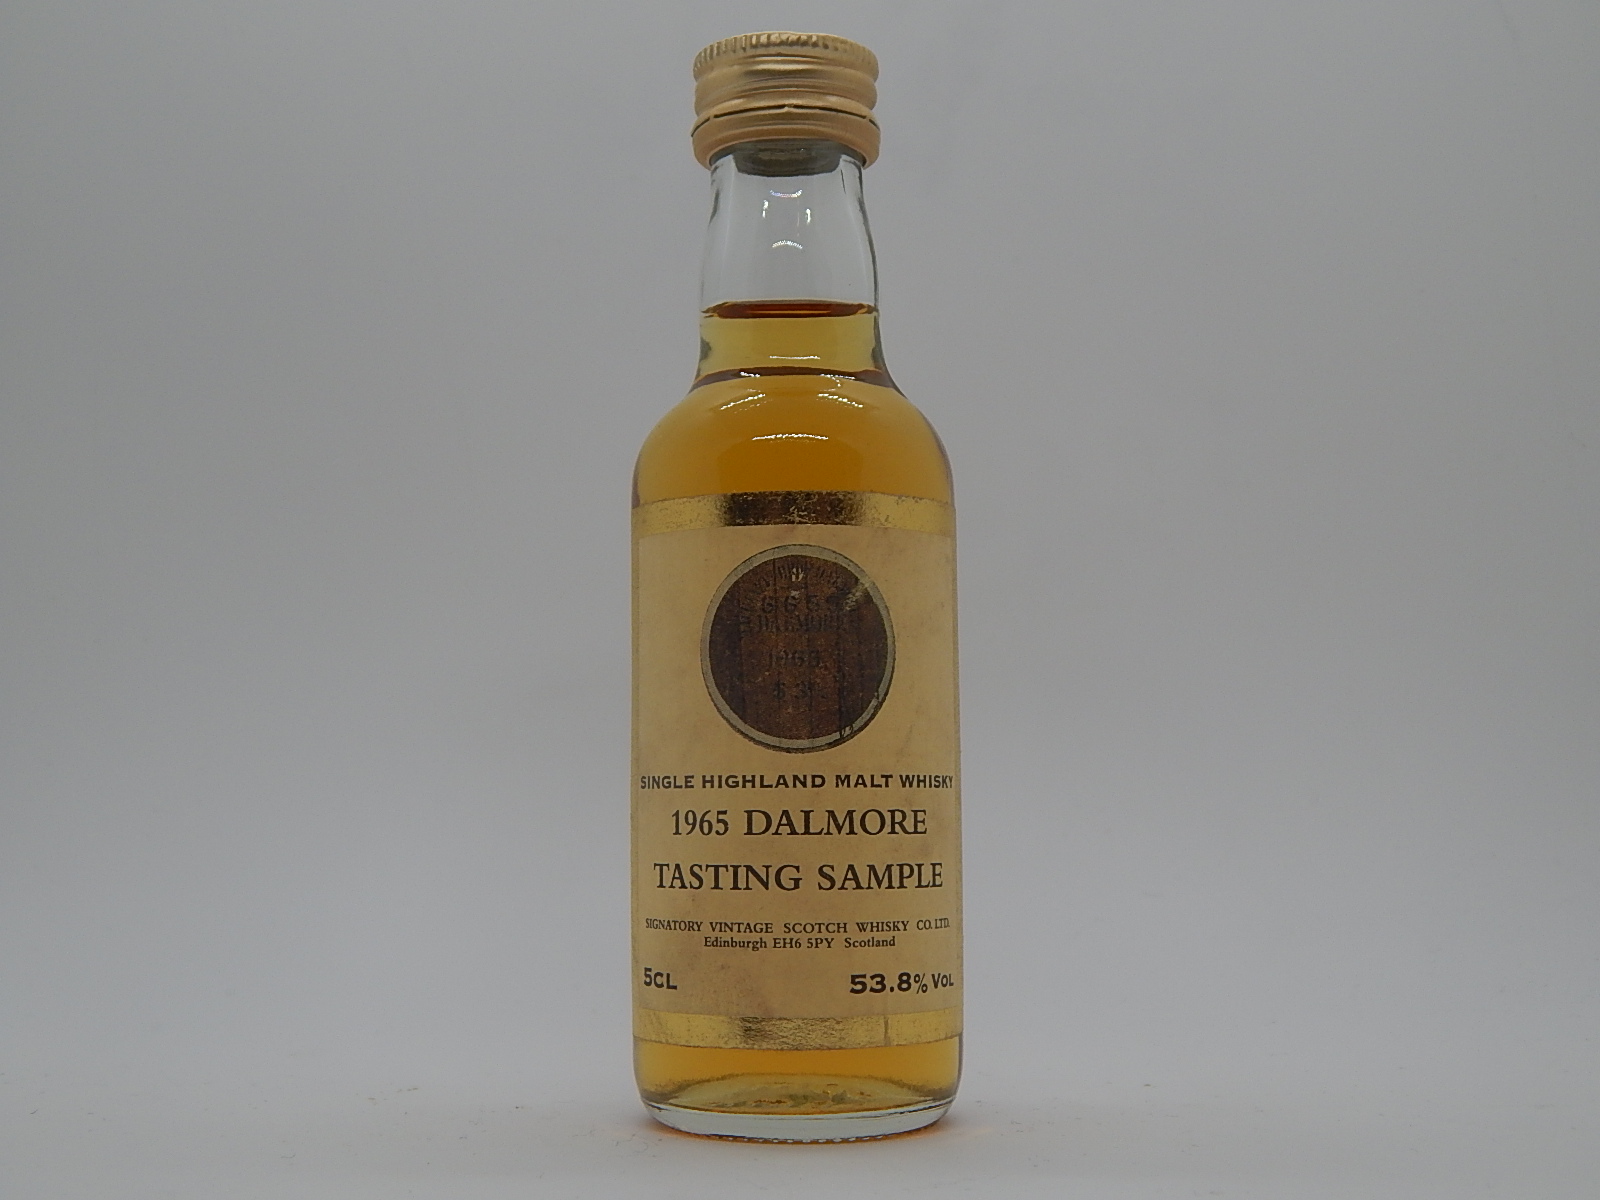 DALMORE
SINGLE HIGHLAND MALT WHISKY
1965 DALMORE
TASTING SAMPLE
SIGNATORY VINTAGE SCOTCH WHISKY CO. LTD.
Edinburgh EH6 5PY Scotland
5CL 53.8% VOL